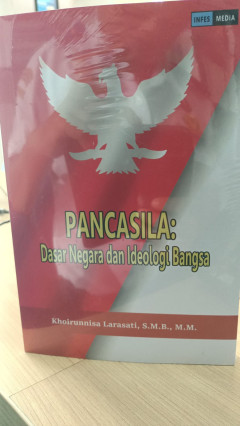 INFES MEDIA
PANCASILA:
Dasar Negara dan Ideologi Bangsa
Khoirunnisa Larasati, S.M.B., M.M.